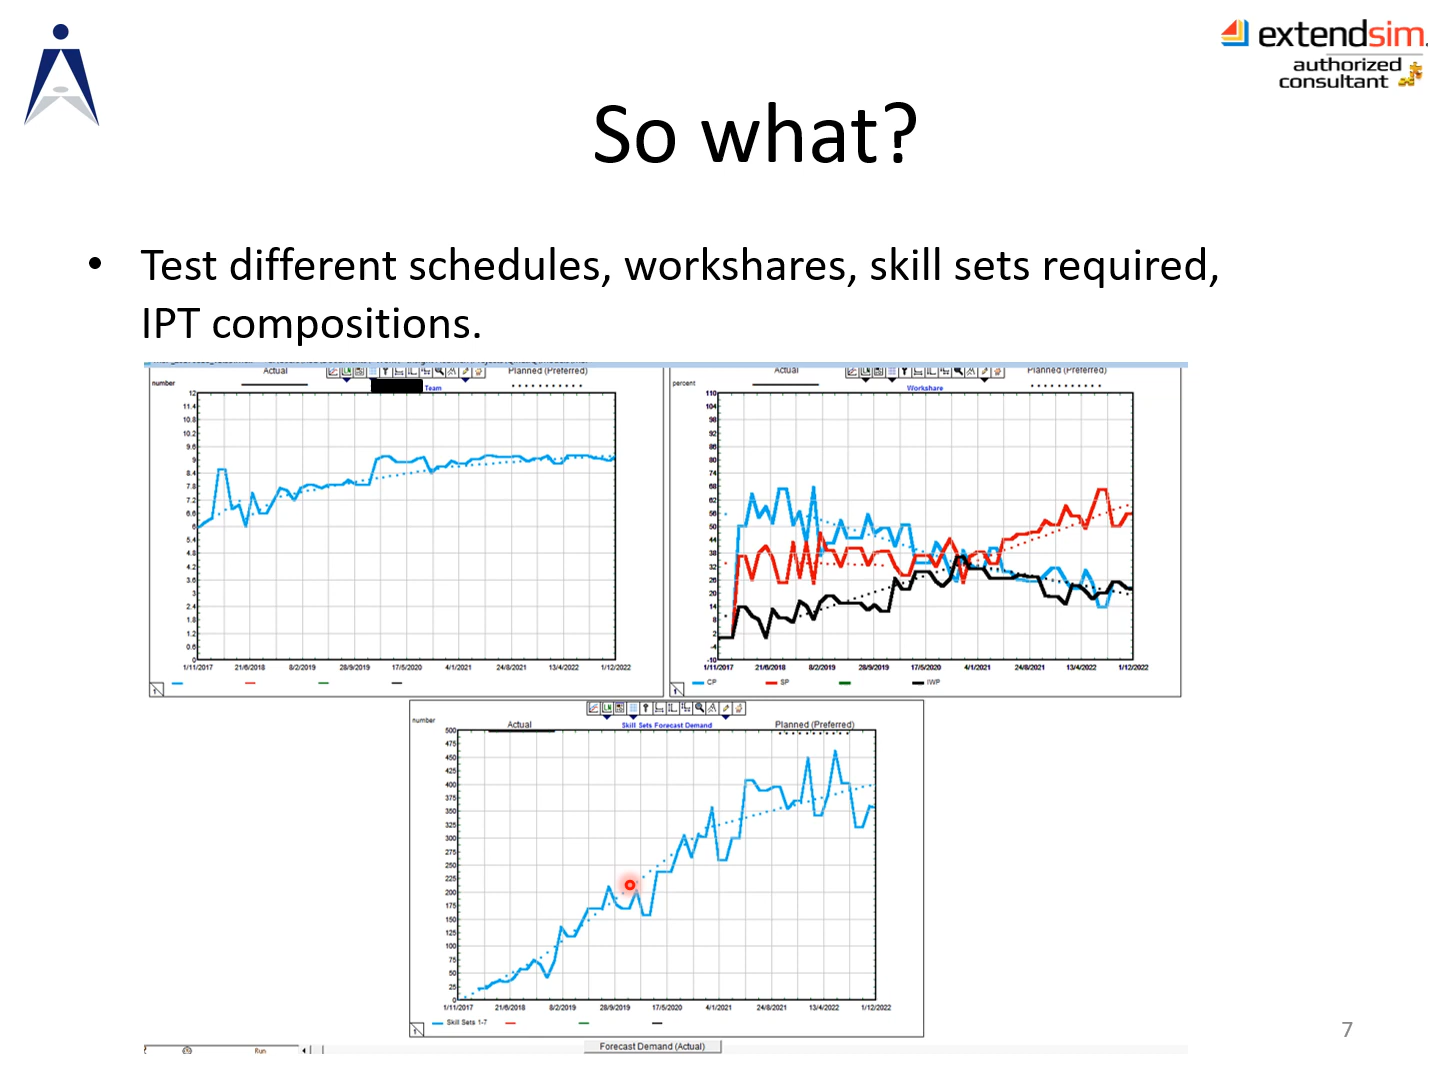 extendsim.
authorized
consultant
So what?
• Test different schedules, workshares, skill sets required,
IPT compositions.
Actual
Planned (Preferred)
number
Team
12
11.4
10.8
10.2
9.6
9
8.4
7.8
7.2
6.6
6
5.4
4.8
4.2
3.6
3
2.4
1.8
1.2
0.6
0
1/11/2017 21/6/2018 8/2/2019 28/9/2019 17/5/2020 4/1/2021 24/8/2021 13/4/2022 1/12/2022
1
Actual
Planned (Preferred)
percent
Workshare
110
104
98
92
86
80
74
68
62
56
50
44
38
32
26
20
14
8
2
-4
-10
1/11/2017 21/6/2018 8/2/2019 28/9/2019 17/5/2020 4/1/2021 24/8/2021 13/4/2022 1/12/2022
CP SP IWP
1
number
Actual
Skill Sets Forecast Demand
Planned (Preferred)
500
475
450
425
400
375
350
325
300
275
250
225
200
175
150
125
100
75
50
25
0
1/11/2017 21/6/2018 8/2/2019 28/9/2019 17/5/2020 4/1/2021 24/8/2021 13/4/2022 1/12/2022
Skill Sets 1-7
1
Run
Forecast Demand (Actual)
7